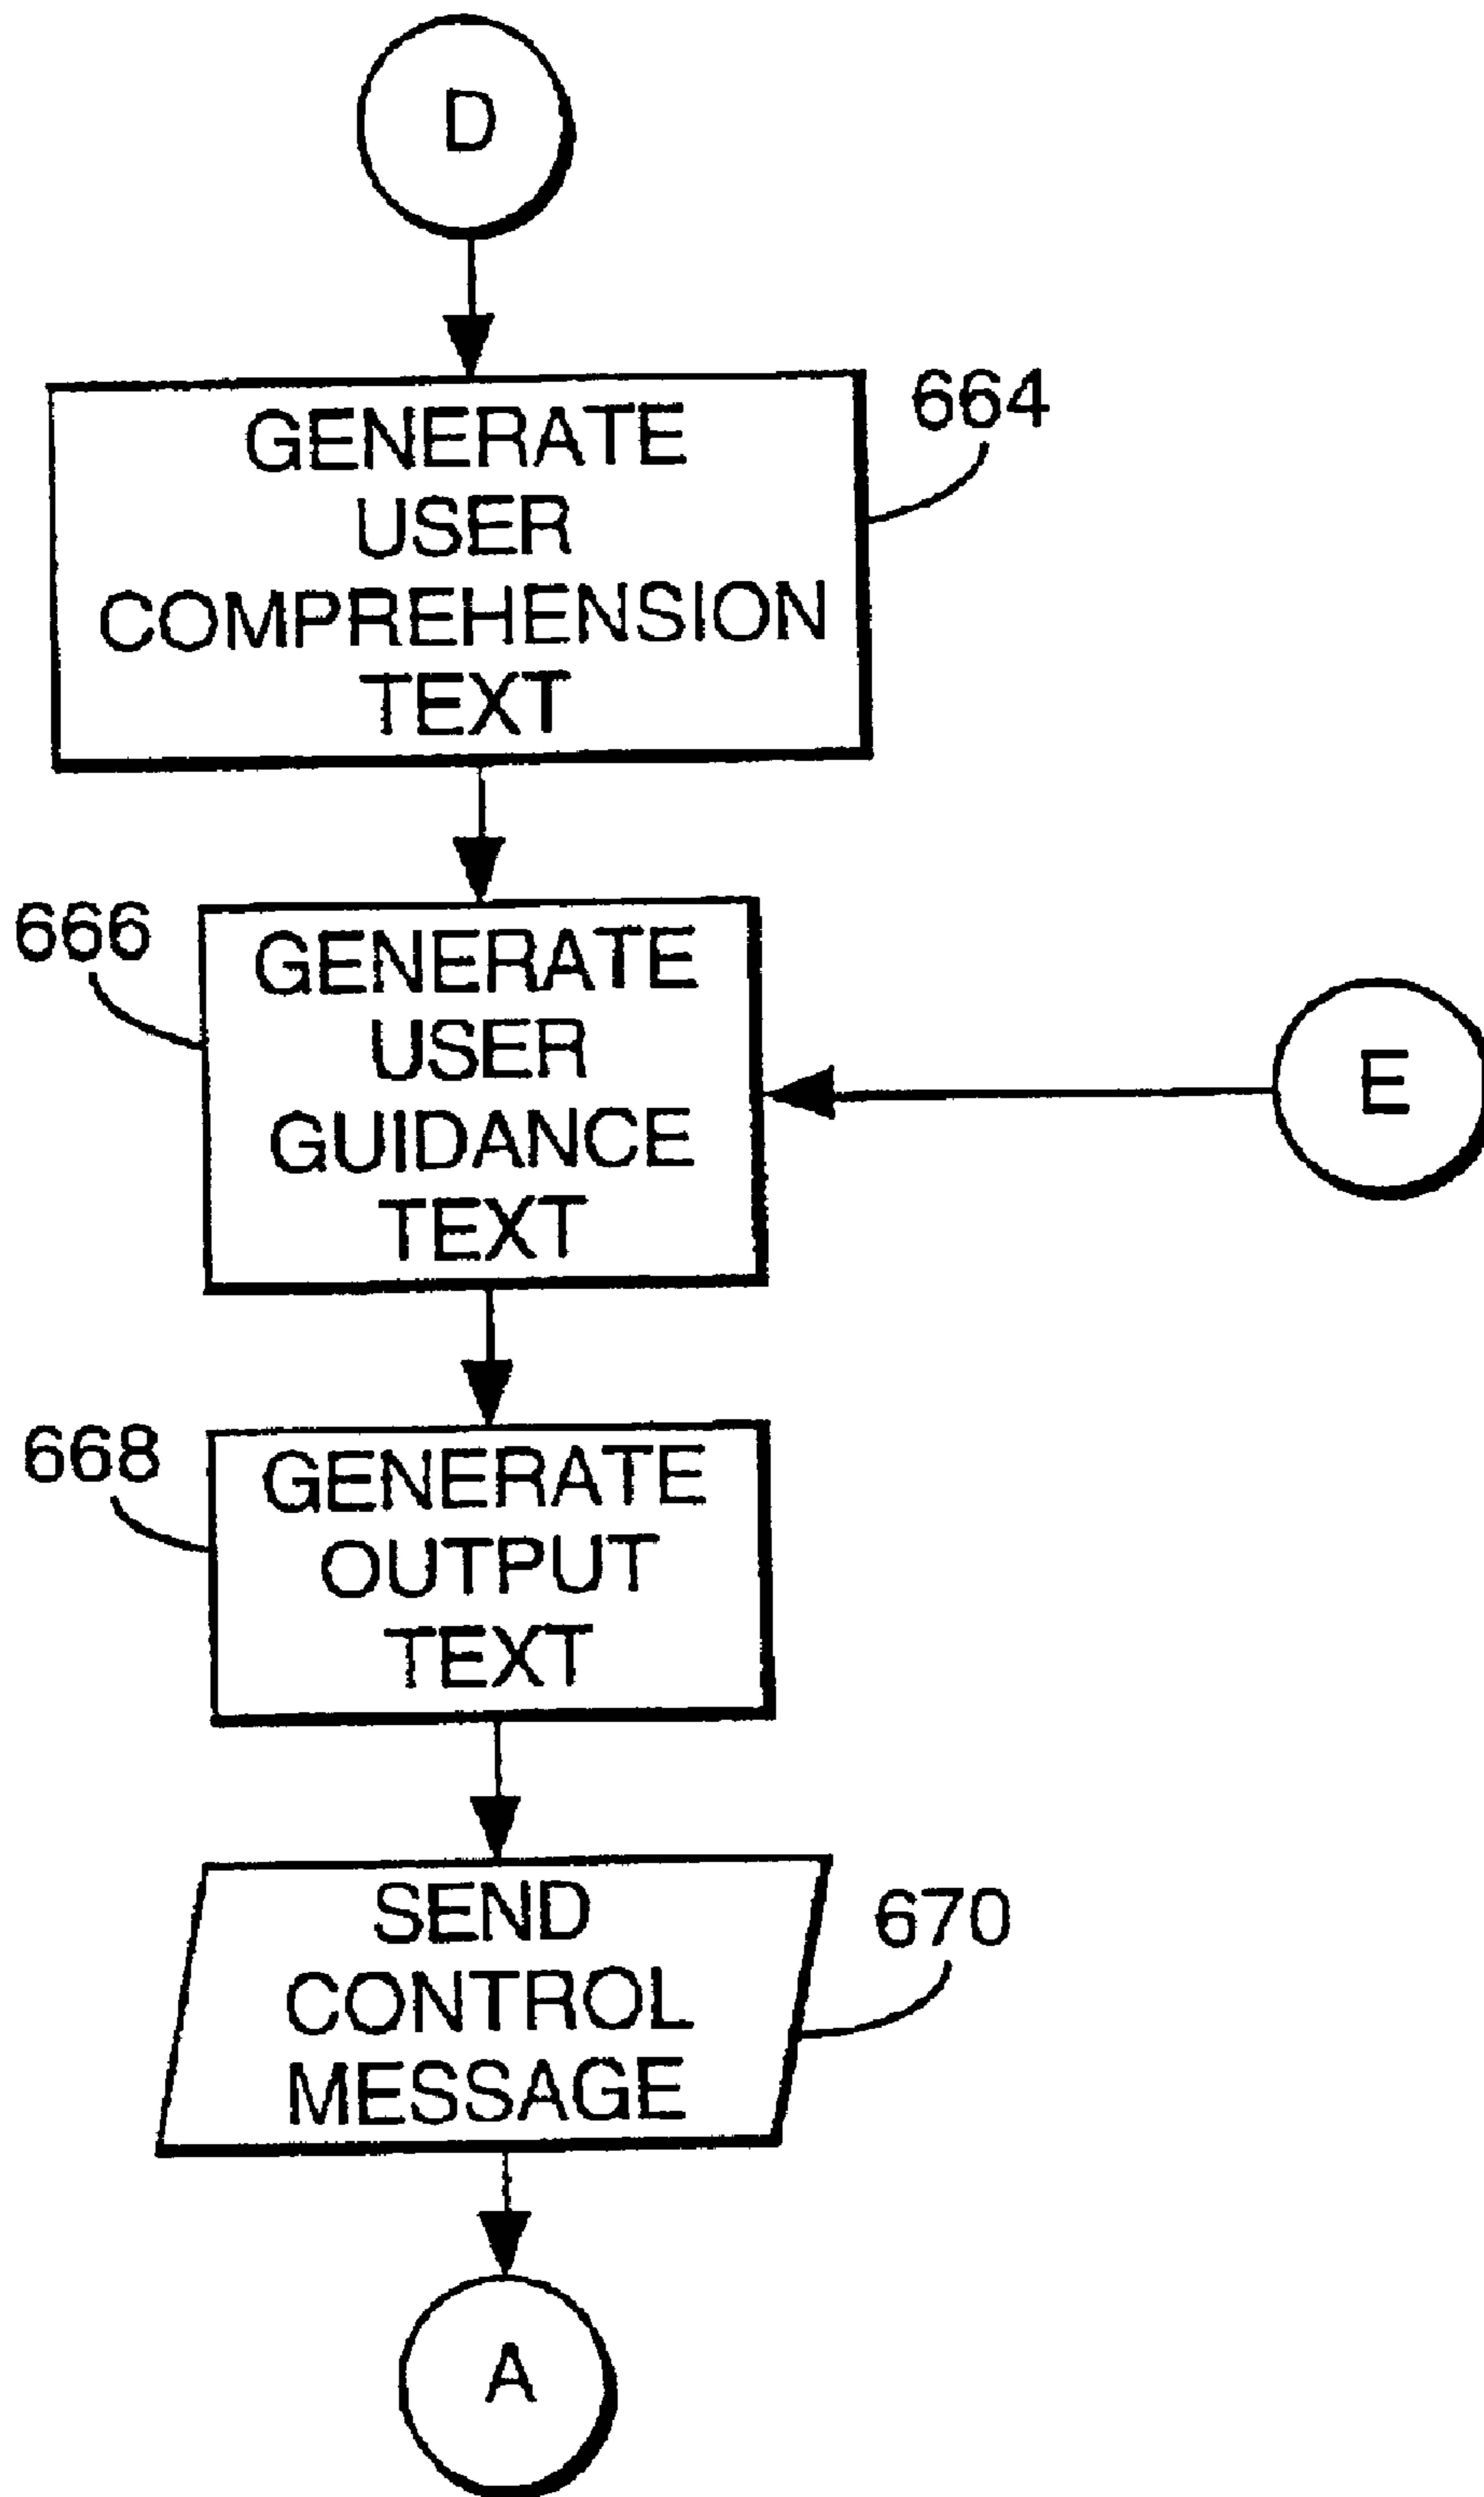 D
GENERATE
USER
COMPREHENSION
TEXT
664
666
GENERATE
USER
GUIDANCE
TEXT
E
668
GENERATE
OUTPUT
TEXT
SEND
CONTROL
MESSAGE
670
A